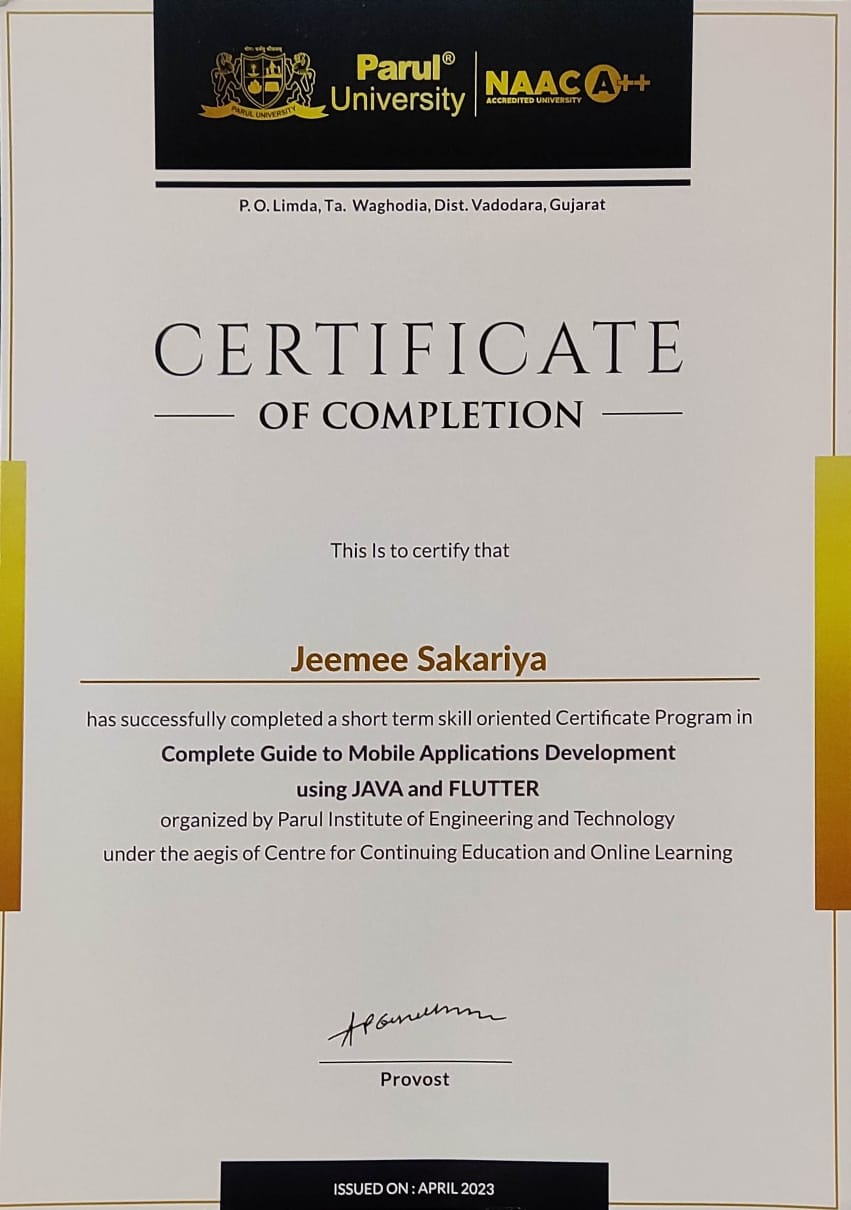 Parul®
University
NAAC A++
ACCREDITED UNIVERSITY
PARUL UNIVERSITY
P. O. Limda, Ta. Waghodia, Dist. Vadodara, Gujarat
CERTIFICATE
OF COMPLETION
This Is to certify that
Jeemee Sakariya
has successfully completed a short term skill oriented Certificate Program in
Complete Guide to Mobile Applications Development
using JAVA and FLUTTER
organized by Parul Institute of Engineering and Technology
under the aegis of Centre for Continuing Education and Online Learning
Provost
ISSUED ON : APRIL 2023